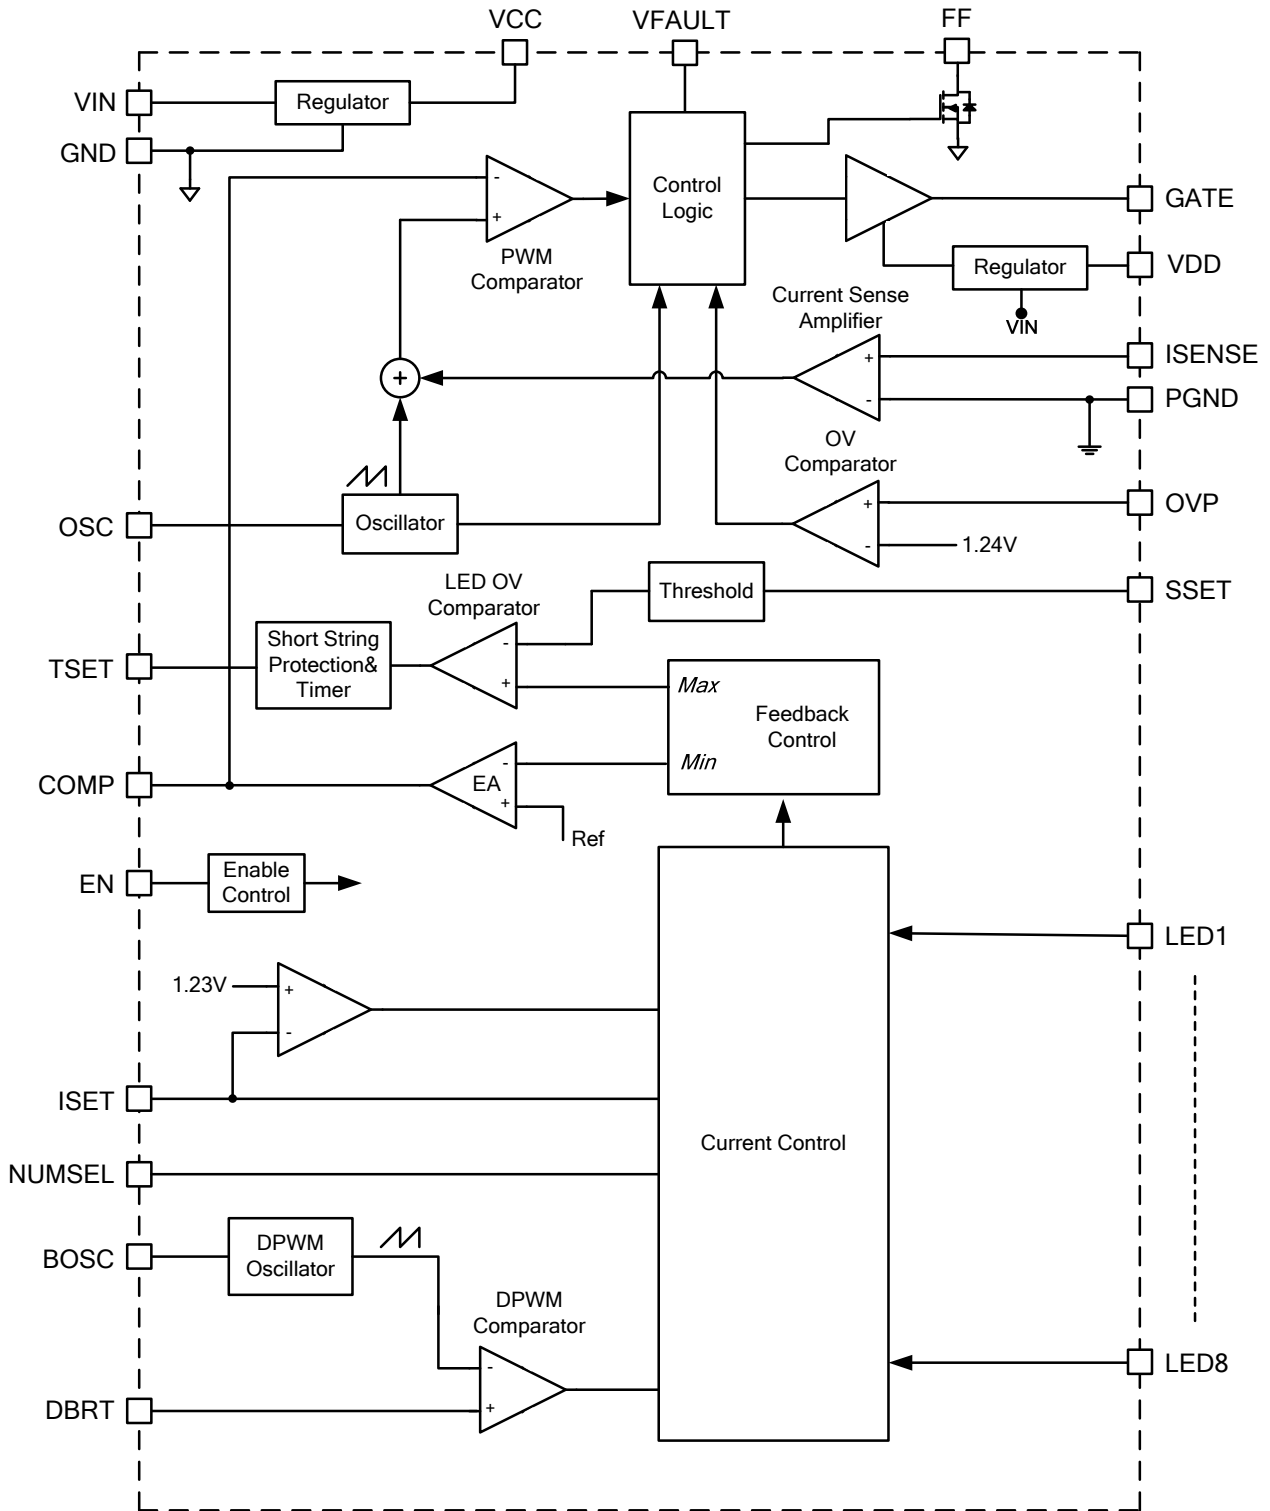 VCC
VFAULT
FF
VIN
Regulator
GND
-
+
PWM
Comparator
Control
Logic
GATE
Regulator
VDD
VIN
Current Sense
Amplifier
+
-
ISENSE
PGND
+
OV
Comparator
+
-
1.24V
OVP
OSC
Oscillator
LED OV
Comparator
Threshold
SSET
TSET
Short String
Protection&
Timer
-
+
Max
Feedback
Control
Min
COMP
EA
-
+
Ref
EN
Enable
Control
LED1
1.23V
+
-
ISET
Current Control
NUMSEL
BOSC
DPWM
Oscillator
DPWM
Comparator
-
+
DBRT
LED8